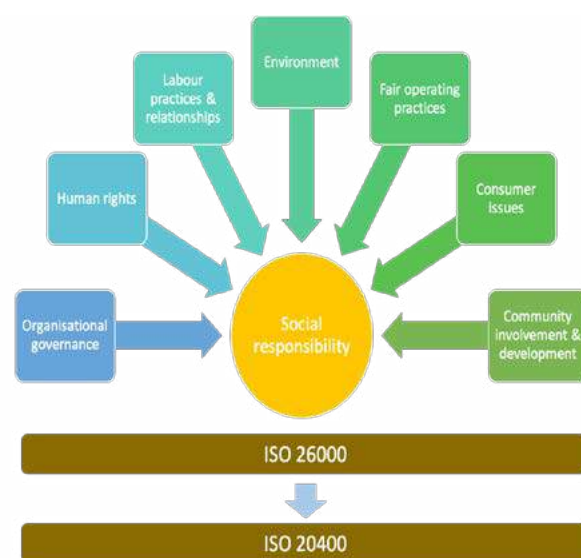 Environment
Labour
practices &
relationships
Fair operating
practices
Human rights
Consumer
issues
Organisational
governance
Social
responsibility
Community
involvement &
development
ISO 26000
ISO 20400